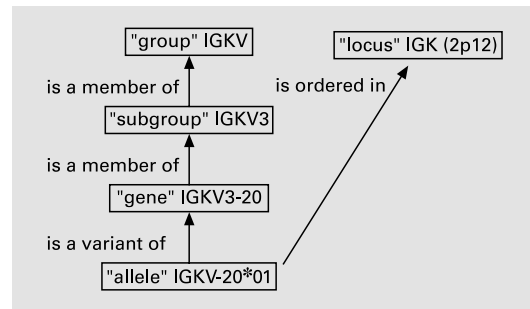 "group" IGKV
"locus" IGK (2p12)
is a member of
is ordered in
"subgroup" IGKV3
is a member of
"gene" IGKV3-20
is a variant of
"allele" IGKV-20*01